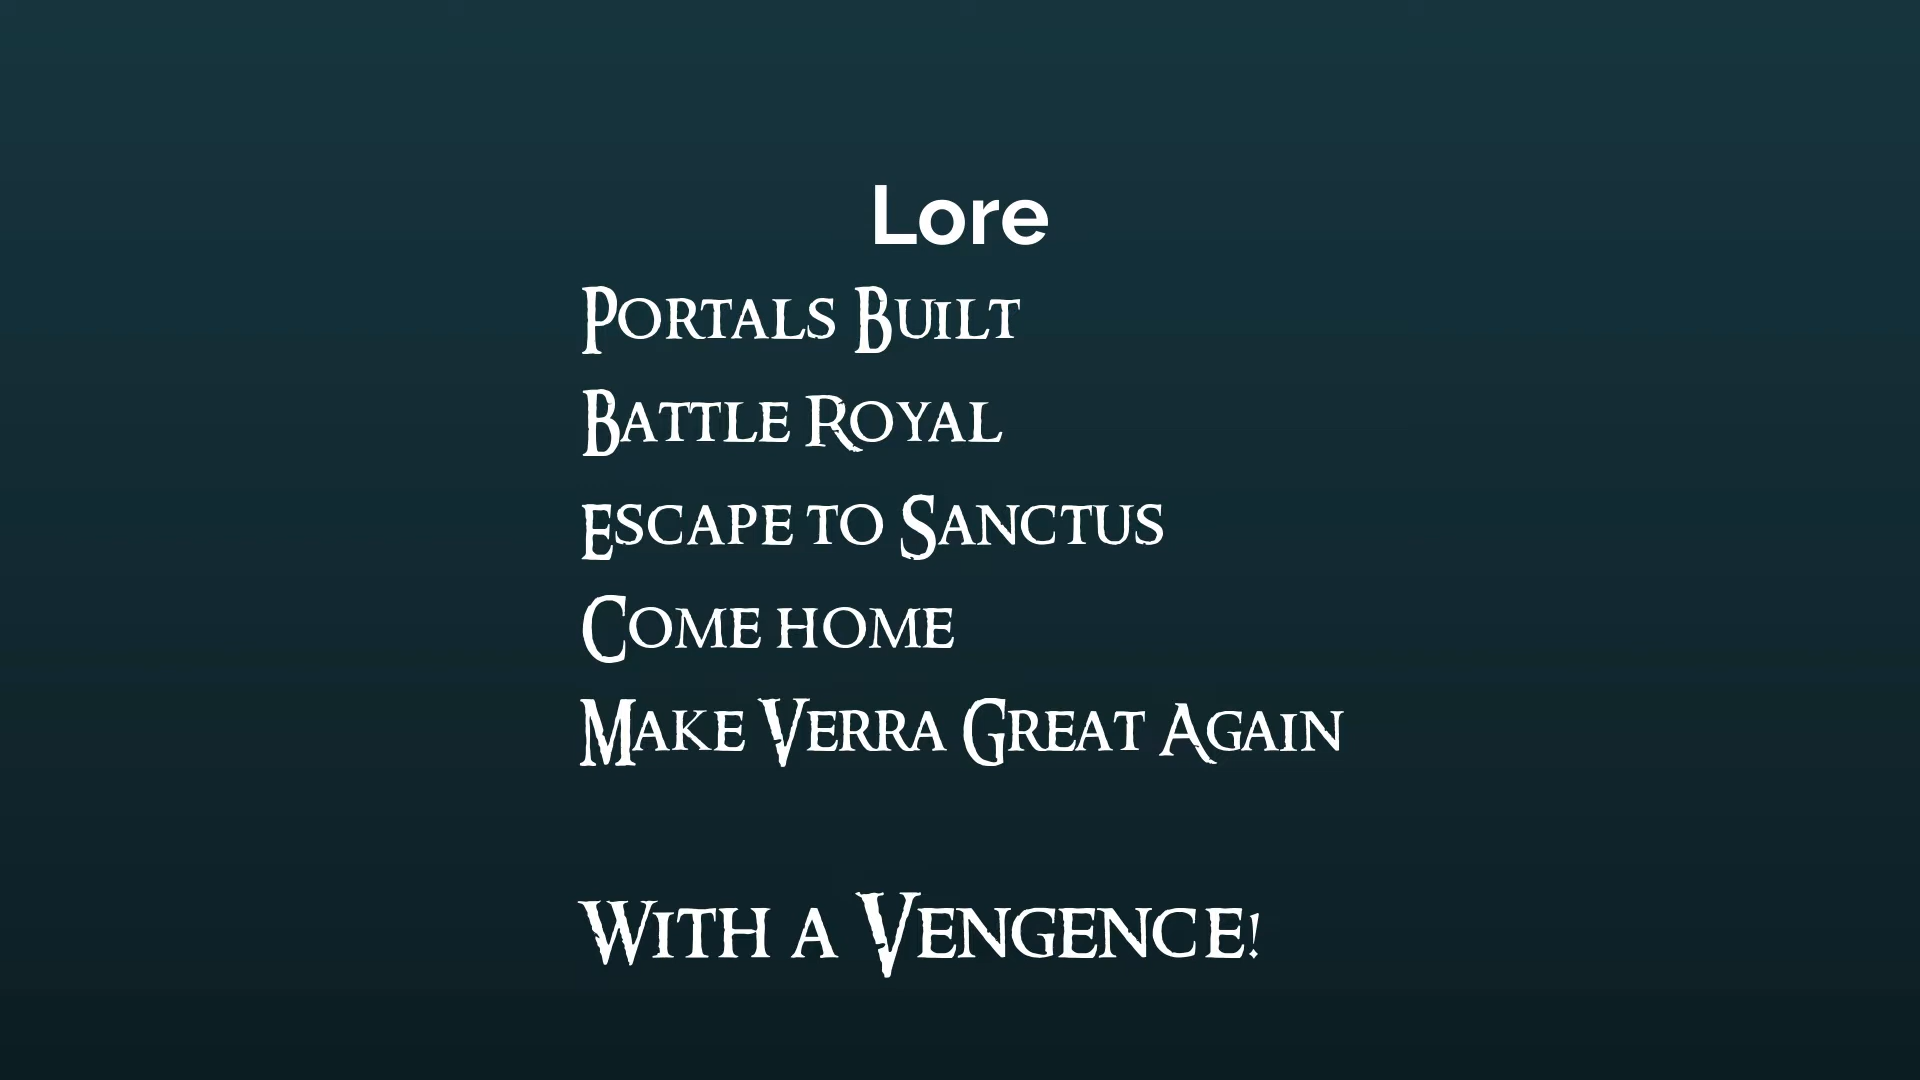 Lore
Portals Built
Battle Royal
Escape to Sanctus
Come home
Make Verra Great Again
With a Vengence!